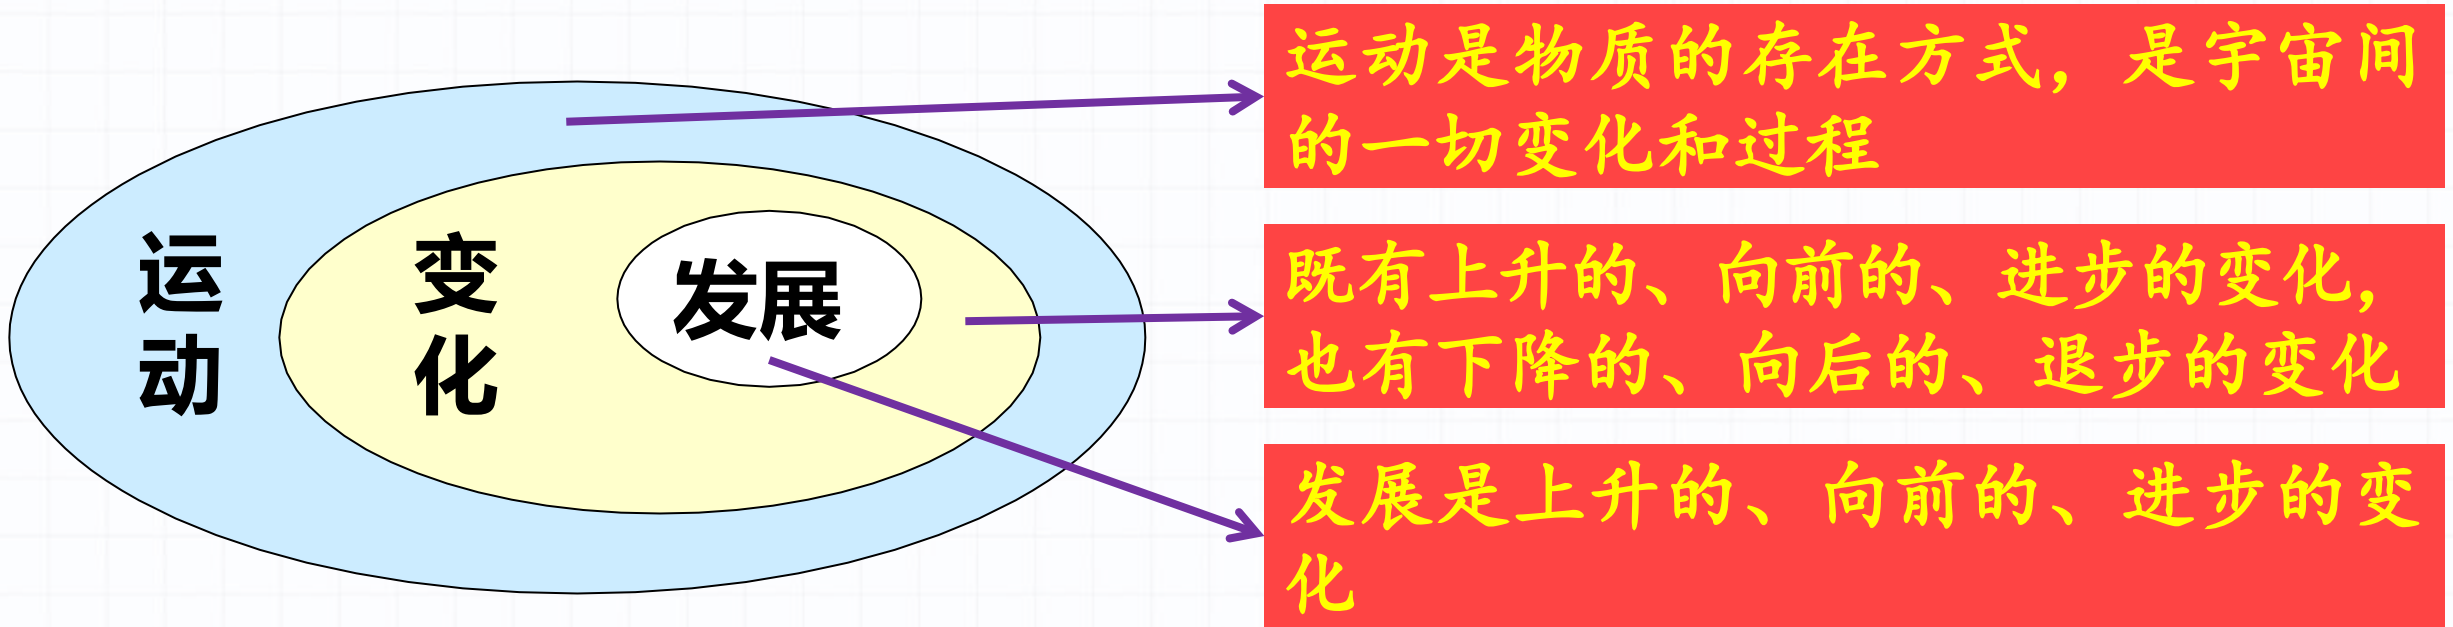 运动
变化
发展
运动是物质的存在方式，是宇宙间
的一切变化和过程
既有上升的、向前的、进步的变化，
也有下降的、向后的、退步的变化
发展是上升的、向前的、进步的变
化